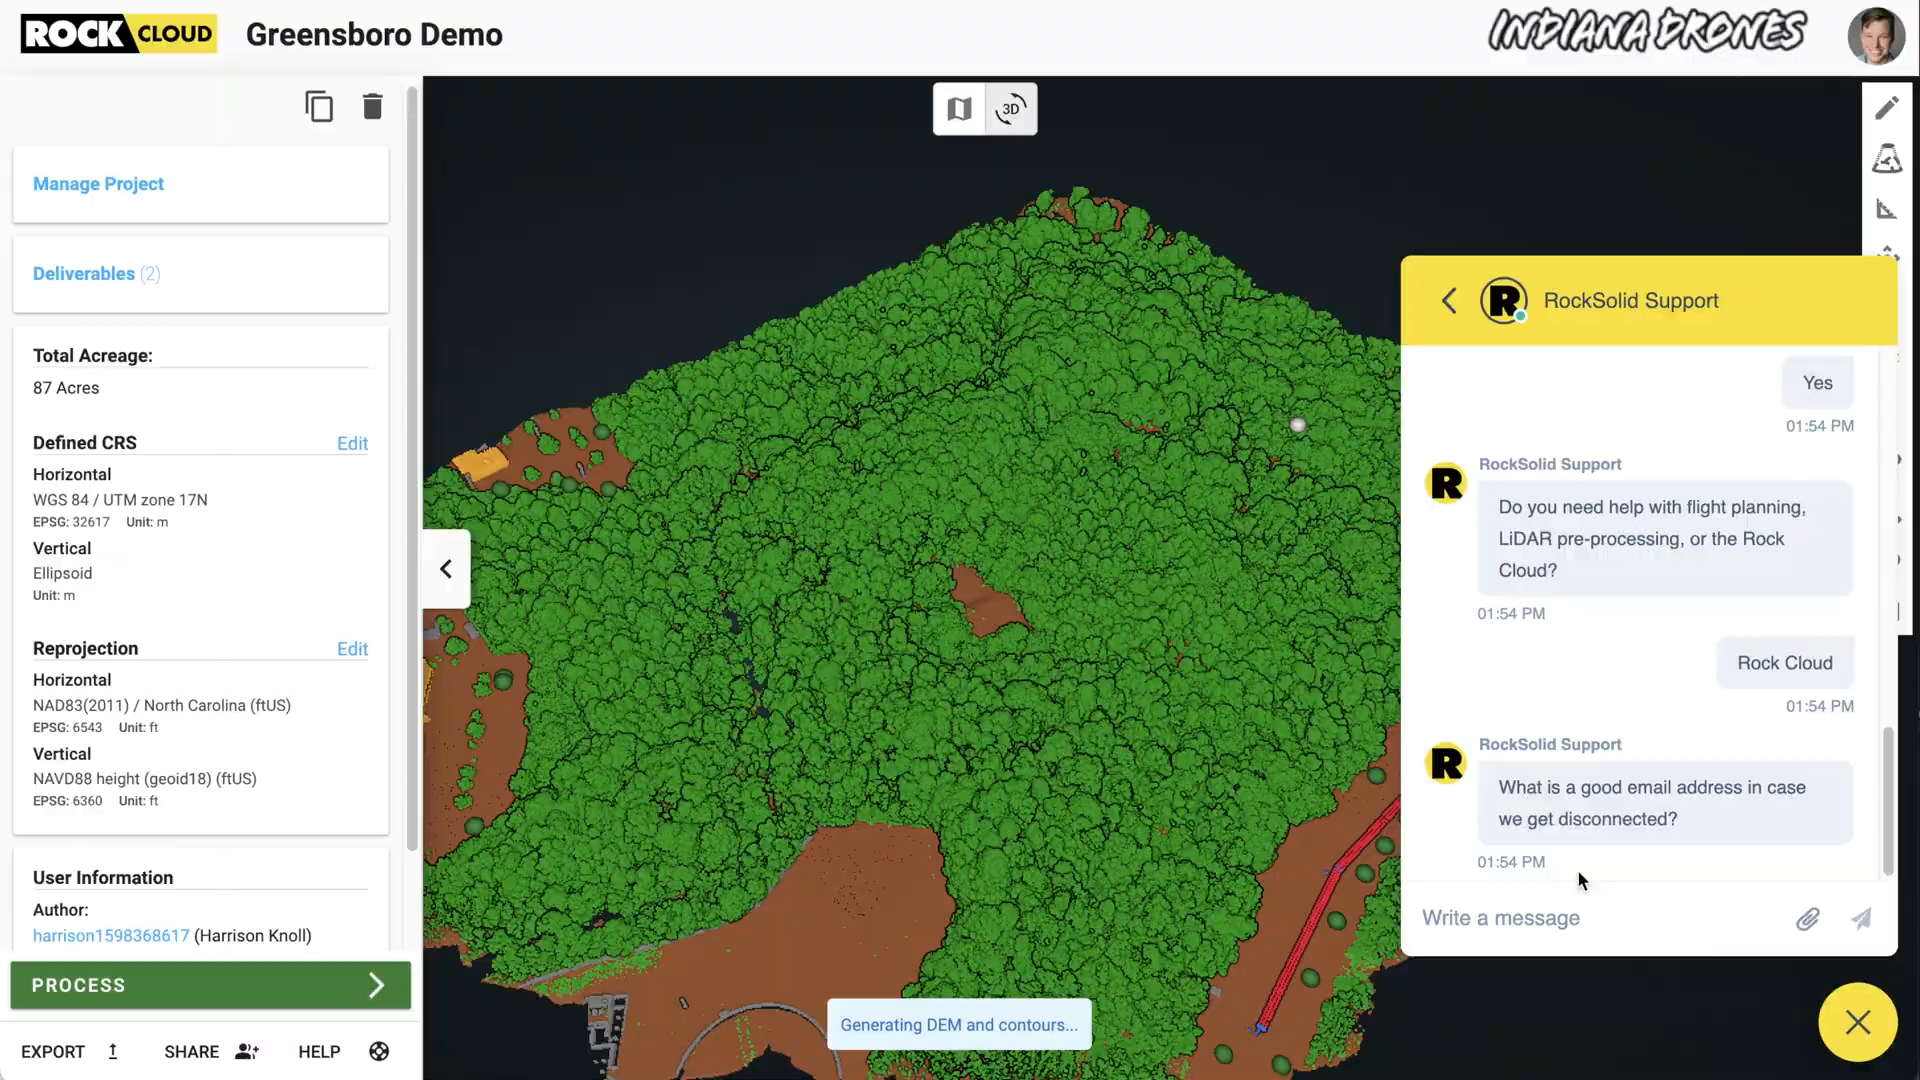 ROCK CLOUD
Greensboro Demo
INDIANA DRONES
3D
Manage Project
Deliverables (2)
Total Acreage:
87 Acres
Defined CRS
Edit
Horizontal
WGS 84 / UTM zone 17N
EPSG: 32617 Unit: m
Vertical
Ellipsoid
Unit: m
Reprojection
Edit
Horizontal
NAD83(2011) / North Carolina (ftUS)
EPSG: 6543 Unit: ft
Vertical
NAVD88 height (geoid18) (ftUS)
EPSG: 6360 Unit: ft
User Information
Author:
harrison1598368617 (Harrison Knoll)
PROCESS
EXPORT
SHARE
HELP
Generating DEM and contours...
R
RockSolid Support
Yes
01:54 PM
RockSolid Support
R
Do you need help with flight planning,
LiDAR pre-processing, or the Rock
Cloud?
01:54 PM
Rock Cloud
01:54 PM
RockSolid Support
R
What is a good email address in case
we get disconnected?
01:54 PM
Write a message